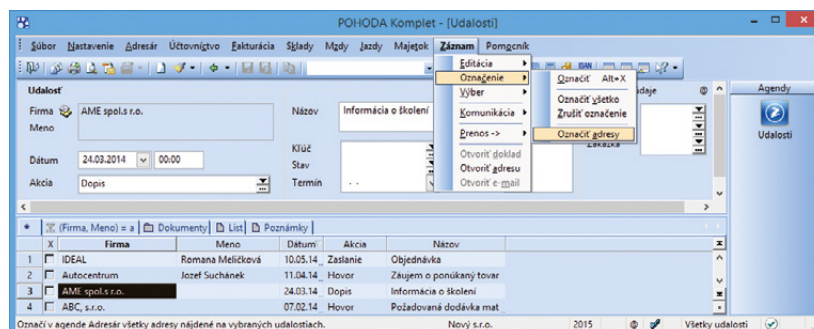 POHODA Komplet - [Udalosti]
Súbor Nastavenie Adresár Účtovníctvo Fakturácia Sklady Mzdy Jazdy Majetok Záznam Pomocník
Editácia
Označenie
Výber
Komunikácia
Prenos ->
Otvoriť doklad
Otvoriť adresu
Otvoriť e-mail
Označiť Alt+X
Označiť všetko
Zrušiť označenie
Označiť adresy
Udalosť
Firma AME spol.s r.o. Názov Informácia o školení
Meno
Kľúč
Dátum 24.03.2014 00:00 Stav
Akcia Dopis Termín . .
Zákazka
Agendy
Udalosti
(Firma, Meno) = a Dokumenty List Poznámky
X Firma Meno Dátum Akcia Názov
1 IDEAL Romana Meličková 10.05.14 Zaslanie Objednávka
2 Autocentrum Jozef Suchánek 11.04.14 Hovor Záujem o ponúkaný tovar
3 AME spol.s r.o. 24.03.14 Dopis Informácia o školení
4 ABC, s.r.o. 07.02.14 Hovor Požadovaná dodávka mat
Označí v agende Adresár všetky adresy nájdené na vybraných udalostiach. Nový s.r.o. 2015 @ Všetky udalosti